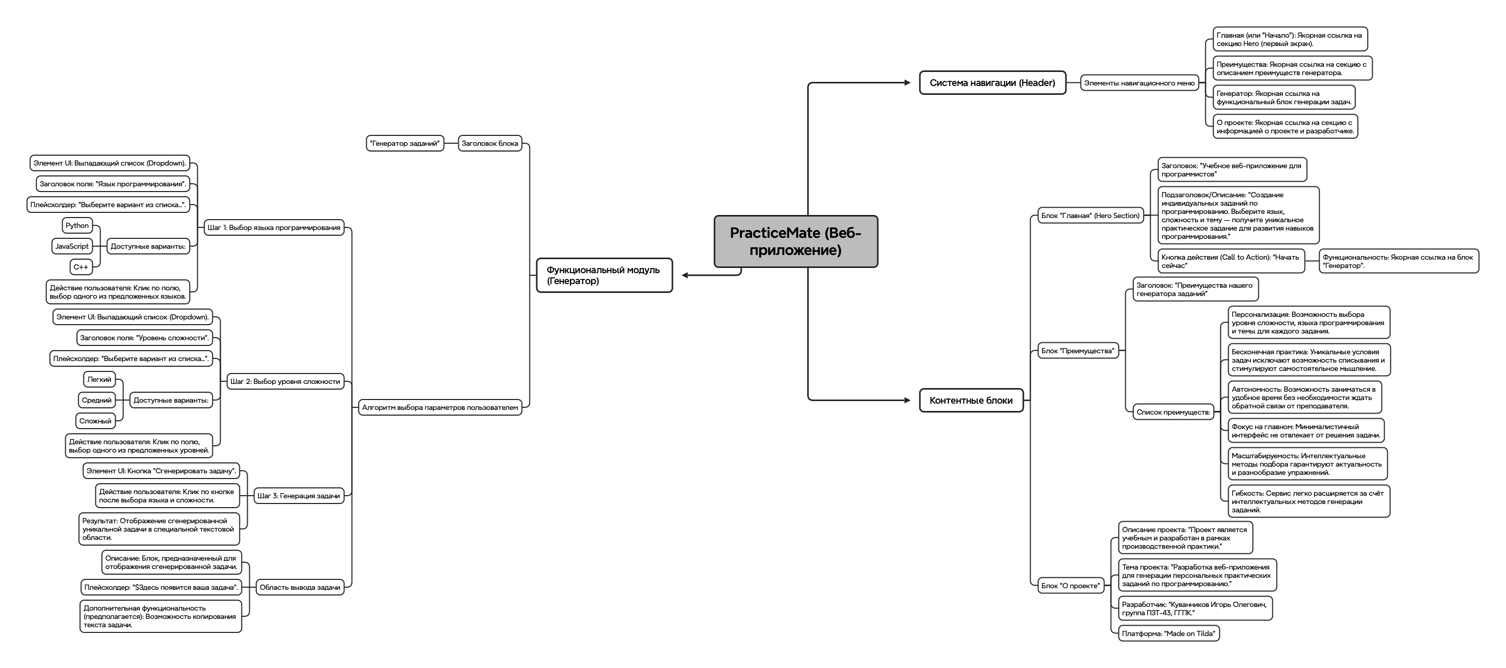 PracticeMate (Веб-
приложение)
Система навигации (Header)
Элементы навигационного меню
Главная (или "Начало"): Якорная ссылка на
секцию Hero (первый экран).
Преимущества: Якорная ссылка на секцию с
описанием преимуществ генератора.
Генератор: Якорная ссылка на
функциональный блок генерации задач.
О проекте: Якорная ссылка на секцию с
информацией о проекте и разработчике.
Контентные блоки
Блок "Главная" (Hero Section)
Заголовок: "Учебное веб-приложение для
программистов"
Подзаголовок/Описание: "Создание
индивидуальных заданий по
программированию. Выберите язык,
сложность и тему — получите уникальное
практическое задание для развития навыков
программирования."
Кнопка действия (Call to Action): "Начать
сейчас"
Функциональность: Якорная ссылка на блок
"Генератор".
Блок "Преимущества"
Заголовок: "Преимущества нашего
генератора заданий"
Список преимуществ:
Персонализация: Возможность выбора
уровня сложности, языка программирования
и темы для каждого задания.
Бесконечная практика: Уникальные условия
задач исключают возможность списывания и
стимулируют самостоятельное мышление.
Автономность: Возможность заниматься в
удобное время без необходимости ждать
обратной связи от преподавателя.
Фокус на главном: Минималистичный
интерфейс не отвлекает от решения задачи.
Масштабируемость: Интеллектуальные
методы подбора гарантируют актуальность
и разнообразие упражнений.
Гибкость: Сервис легко расширяется за счёт
интеллектуальных методов генерации
заданий.
Блок "О проекте"
Описание проекта: "Проект является
учебным и разработан в рамках
производственной практики."
Тема проекта: "Разработка веб-приложения
для генерации персональных практических
заданий по программированию."
Разработчик: "Куванников Игорь Олегович,
группа ПЗТ-43, ГГПК."
Платформа: "Made on Tilda"
Функциональный модуль
(Генератор)
Заголовок блока
"Генератор заданий"
Алгоритм выбора параметров пользователем
Шаг 1: Выбор языка программирования
Элемент UI: Выпадающий список (Dropdown).
Заголовок поля: "Язык программирования".
Плейсхолдер: "Выберите вариант из списка...".
Доступные варианты:
Python
JavaScript
C++
Действие пользователя: Клик по полю,
выбор одного из предложенных языков.
Шаг 2: Выбор уровня сложности
Элемент UI: Выпадающий список (Dropdown).
Заголовок поля: "Уровень сложности".
Плейсхолдер: "Выберите вариант из списка...".
Доступные варианты:
Легкий
Средний
Сложный
Действие пользователя: Клик по полю,
выбор одного из предложенных уровней.
Шаг 3: Генерация задачи
Элемент UI: Кнопка "Сгенерировать задачу".
Действие пользователя: Клик по кнопке
после выбора языка и сложности.
Результат: Отображение сгенерированной
уникальной задачи в специальной текстовой
области.
Область вывода задачи
Описание: Блок, предназначенный для
отображения сгенерированной задачи.
Плейсхолдер: "$Здесь появится ваша задача".
Дополнительная функциональность
(предполагается): Возможность копирования
текста задачи.